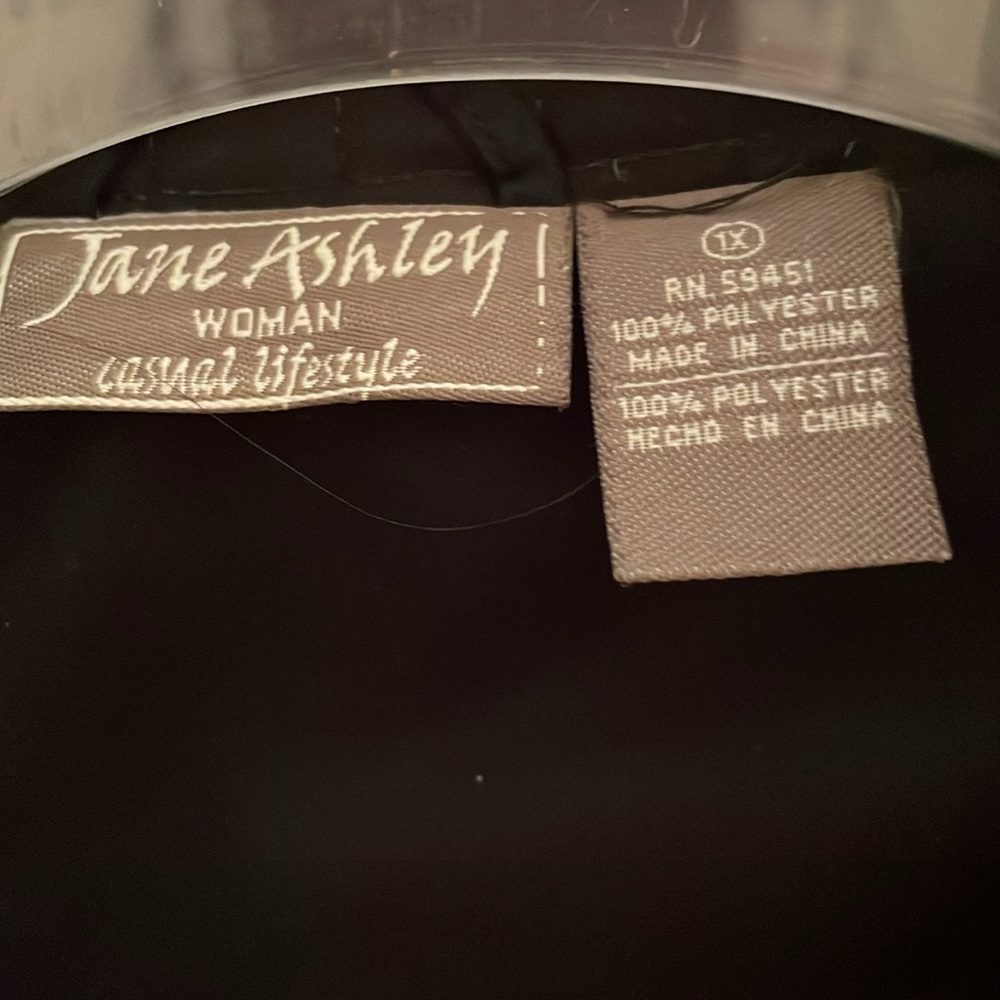 Jane Ashley
WOMAN
casual lifestyle
1X
RN. 59451
100% POLYESTER
MADE IN CHINA
100% POLYESTER
HECHO EN CHINA